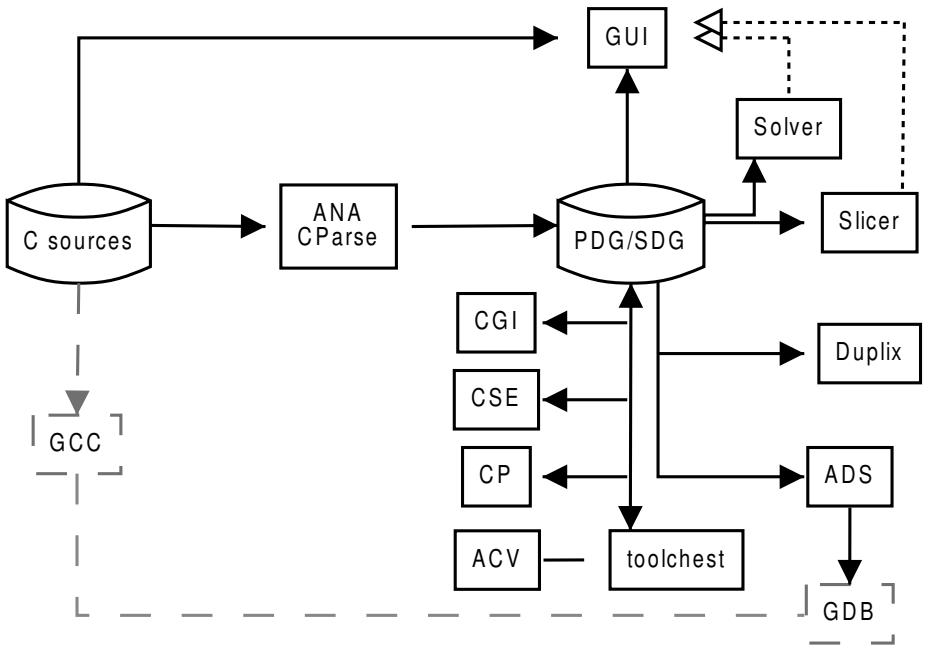 GUI
Solver
ANA
CParse
C sources
PDG/SDG
Slicer
CGI
Duplix
CSE
GCC
CP
ADS
ACV
toolchest
GDB